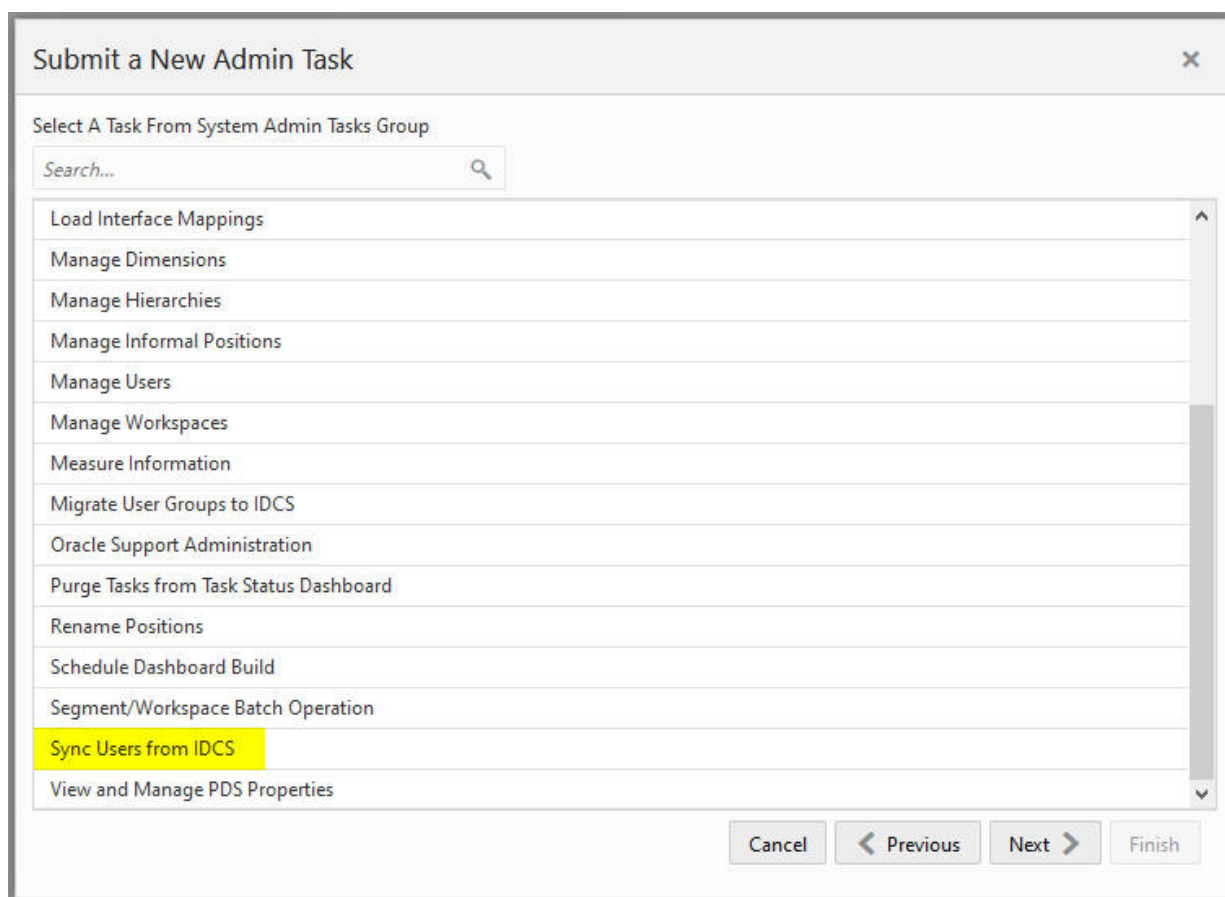 Submit a New Admin Task
Select A Task From System Admin Tasks Group
Search...
Load Interface Mappings
Manage Dimensions
Manage Hierarchies
Manage Informal Positions
Manage Users
Manage Workspaces
Measure Information
Migrate User Groups to IDCS
Oracle Support Administration
Purge Tasks from Task Status Dashboard
Rename Positions
Schedule Dashboard Build
Segment/Workspace Batch Operation
Sync Users from IDCS
View and Manage PDS Properties
Cancel Previous Next Finish